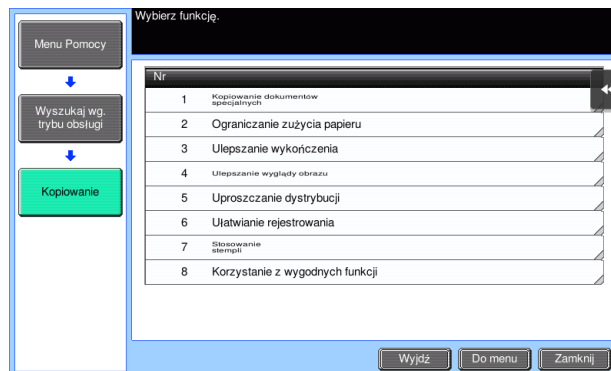 Wybierz funkcję.
Menu Pomocy
Wyszukaj wg.
trybu obsługi
Kopiowanie
Nr
1 Kopiowanie dokumentów
specjalnych
2 Ograniczanie zużycia papieru
3 Ulepszanie wykończenia
4 Ulepszanie wyglądy obrazu
5 Uproszczanie dystrybucji
6 Ułatwianie rejestrowania
7 Stosowanie
stempli
8 Korzystanie z wygodnych funkcji
Wyjdź Do menu Zamknij